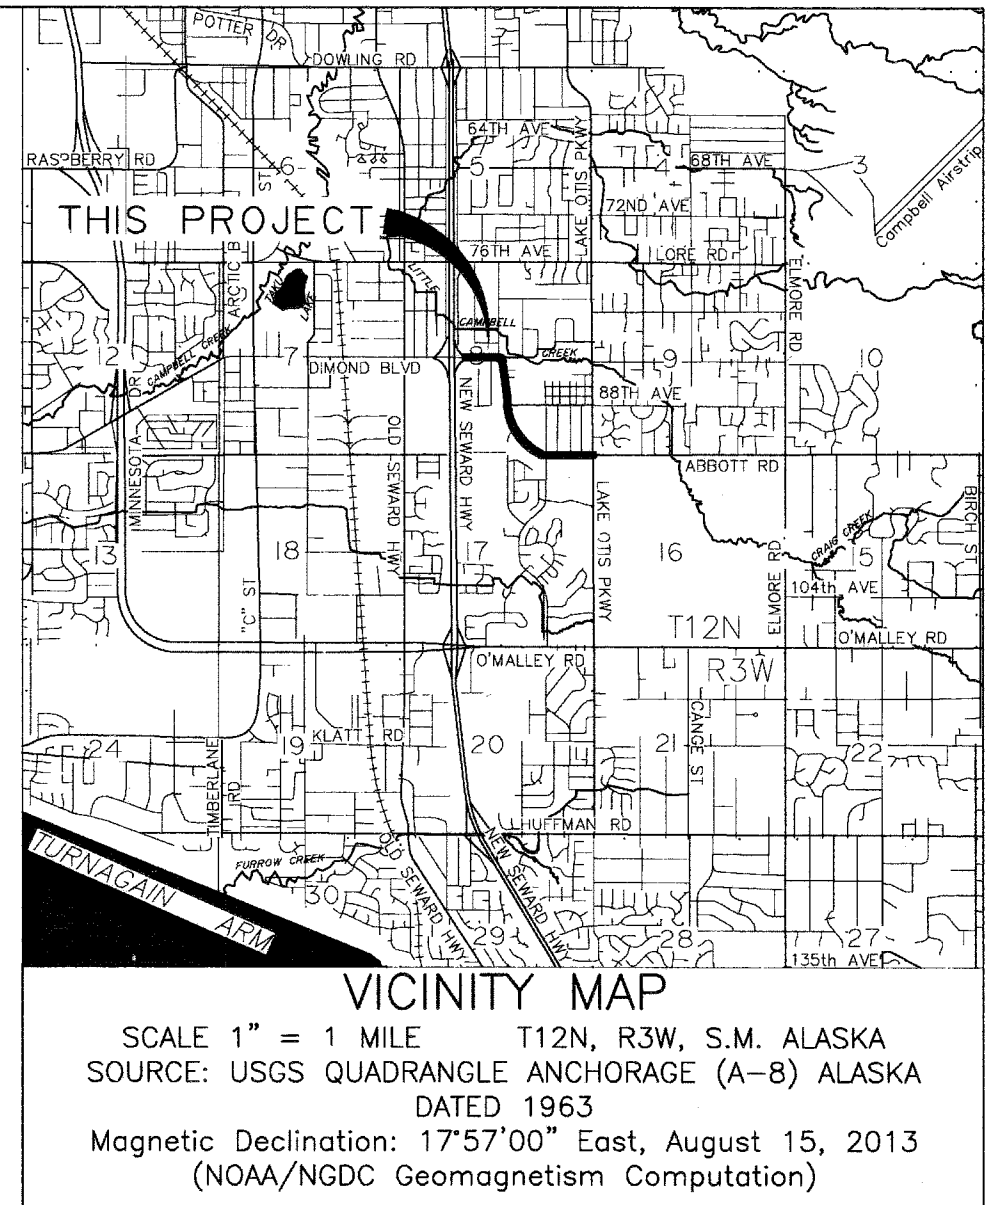 POTTER DR
DOWLING RD
64TH AVE
RASPBERRY RD
6
5
4
68TH AVE
3
ST
LAKE OTIS PKWY
Campbell Airstrip
72ND AVE
THIS PROJECT
76TH AVE
LORE RD
ELMORE RD
LITTLE
CAMPBELL
CREEK
LAKE
ARCTIC B
CAMPBELL CREEK
12
7
8
9
10
DIMOND BLVD
88TH AVE
MINNESOTA
DR
OLD SEWARD HWY
NEW SEWARD HWY
ABBOTT RD
LAKE OTIS PKWY
BIRCH ST
CRAIG CREEK
13
18
17
16
15
ELMORE RD
104th AVE
"C" ST
T12N
O'MALLEY RD
O'MALLEY RD
R3W
CANGE ST
KLATT RD
24
19
20
21
22
TIMBERLANE
RD
HUFFMAN RD
TURNAGAIN ARM
FURROW CREEK
OLD SEWARD HWY
NEW SEWARD HWY
30
29
28
27
135th AVE
VICINITY MAP
SCALE 1" = 1 MILE T12N, R3W, S.M. ALASKA
SOURCE: USGS QUADRANGLE ANCHORAGE (A-8) ALASKA
DATED 1963
Magnetic Declination: 17°57'00" East, August 15, 2013
(NOAA/NGDC Geomagnetism Computation)